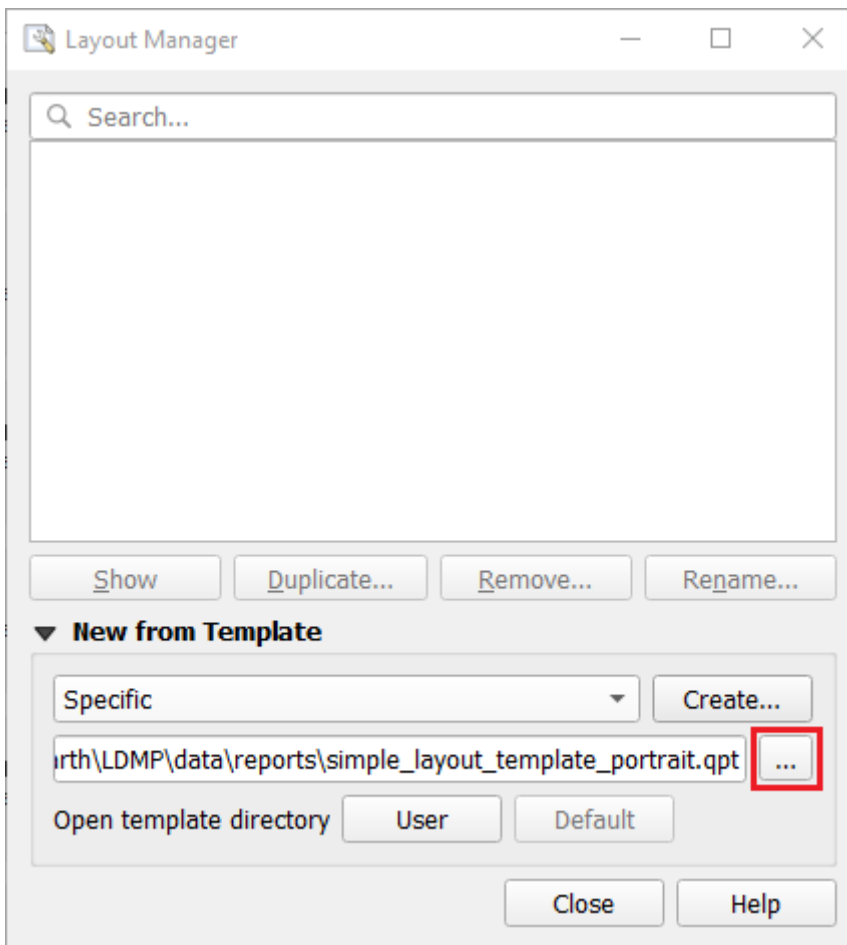 Layout Manager
Search...
Show Duplicate... Remove... Rename...
New from Template
Specific Create...
arth\LDMP\data\reports\simple_layout_template_portrait.qpt ...
Open template directory User Default
Close Help